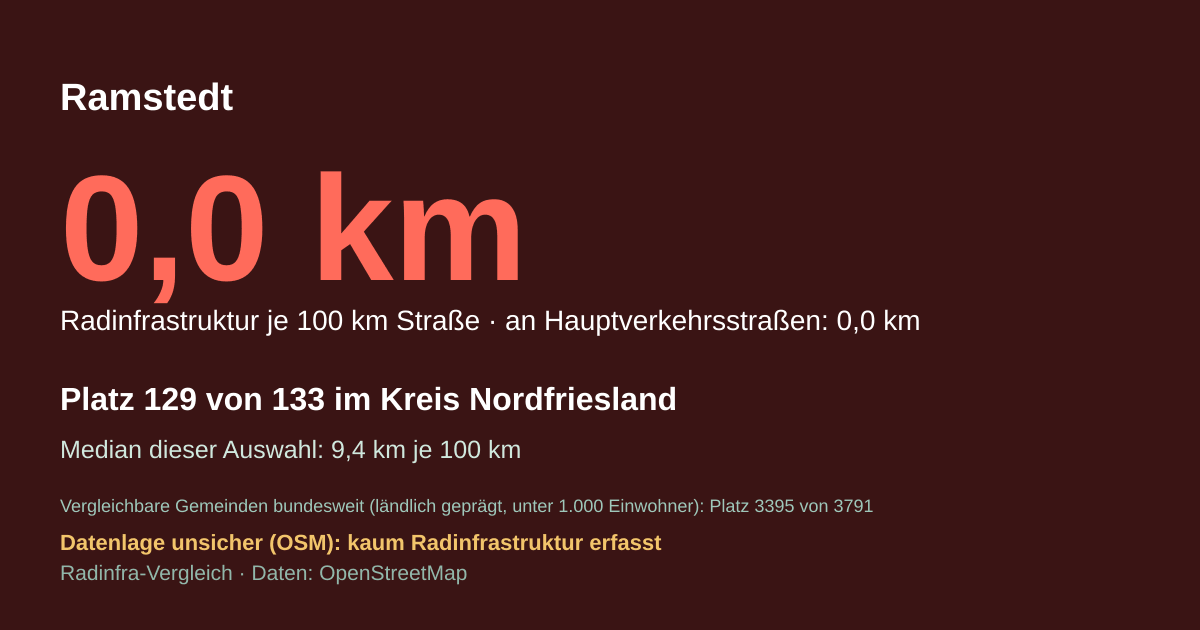 Ramstedt
0,0 km
Radinfrastruktur je 100 km Straße · an Hauptverkehrsstraßen: 0,0 km
Platz 129 von 133 im Kreis Nordfriesland
Median dieser Auswahl: 9,4 km je 100 km
Vergleichbare Gemeinden bundesweit (ländlich geprägt, unter 1.000 Einwohner): Platz 3395 von 3791
Datenlage unsicher (OSM): kaum Radinfrastruktur erfasst
Radinfra-Vergleich · Daten: OpenStreetMap